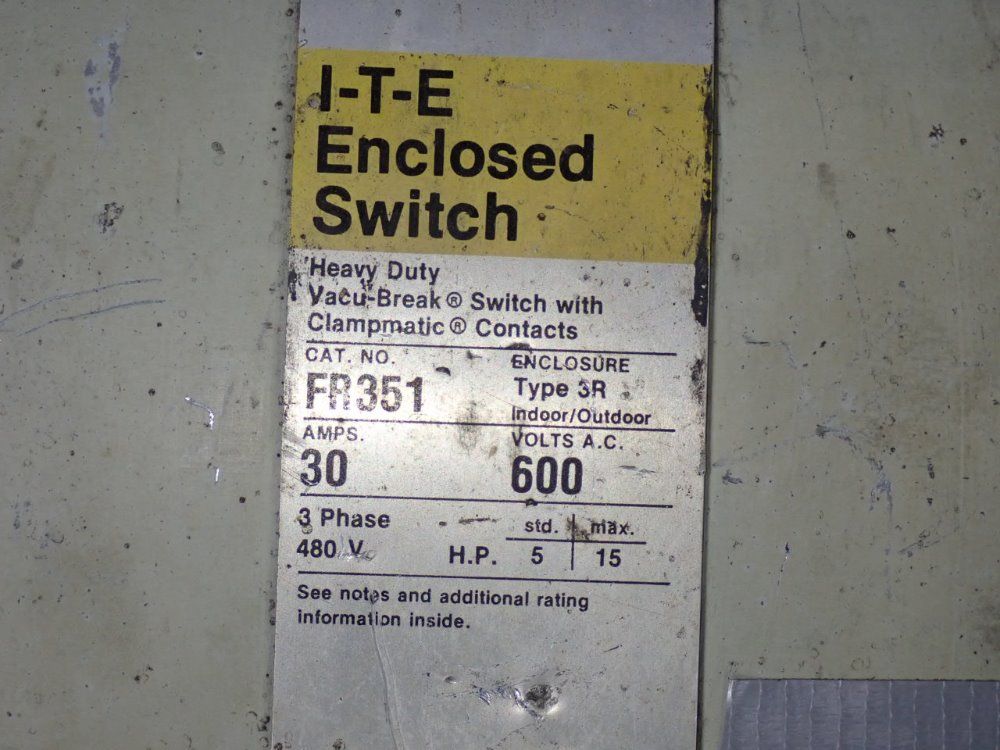 I-T-E
Enclosed
Switch
Heavy Duty
Vacu-Break® Switch with
Clampmatic® Contacts
CAT. NO. ENCLOSURE
FR351 Type 3R
Indoor/Outdoor
AMPS. VOLTS A.C.
30 600
3 Phase std. max.
480 V H.P. 5 15
See notes and additional rating
information inside.